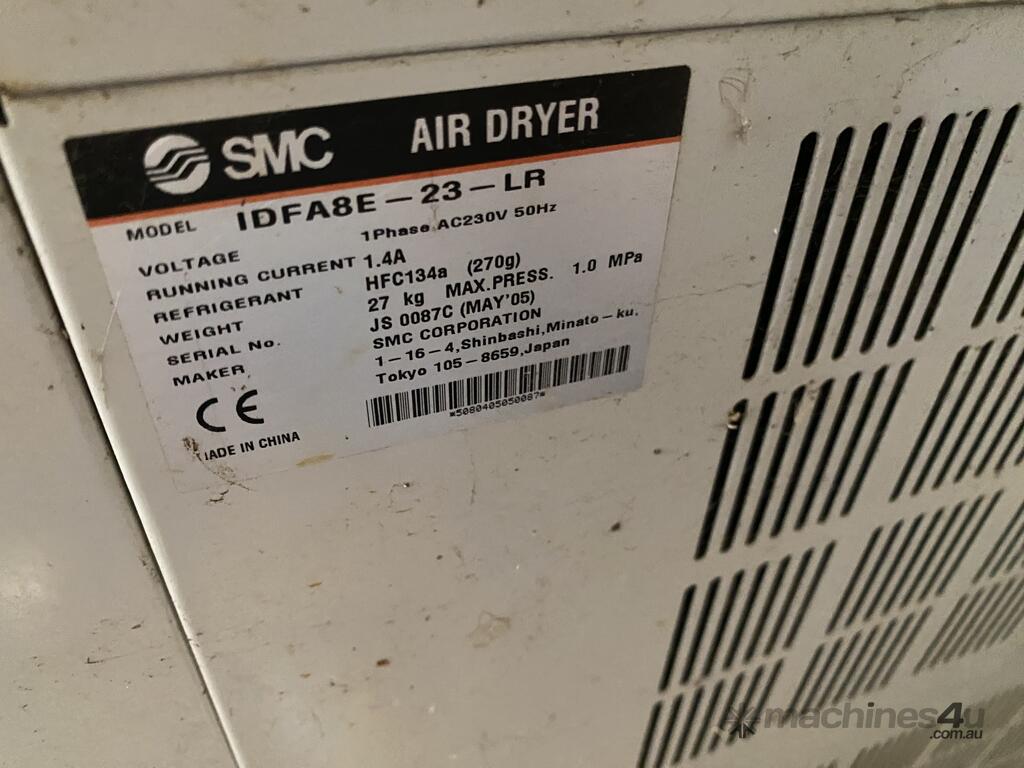 SMC AIR DRYER
MODEL IDFA8E-23-LR
VOLTAGE 1Phase AC230V 50Hz
RUNNING CURRENT 1.4A
REFRIGERANT HFC134a (270g)
WEIGHT 27 kg MAX.PRESS. 1.0 MPa
SERIAL No. JS 0087C (MAY'05)
MAKER SMC CORPORATION
1-16-4,Shinbashi,Minato-ku,
Tokyo 105-8659,Japan
CE
*5080405050087*
MADE IN CHINA
machines4u
.com.au